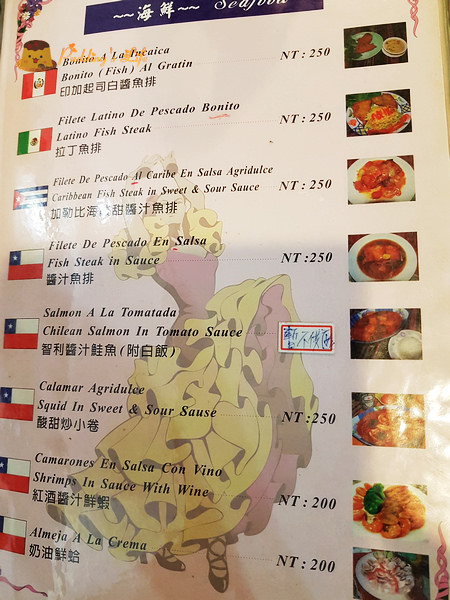 ~~海鮮~~ Seafood
Bonito A La Incaica
Bonito (Fish) Al Gratin
NT: 250
印加起司白醬魚排
Filete Latino De Pescado Bonito
Latino Fish Steak
NT: 250
拉丁魚排
Filete De Pescado Al Caribe En Salsa Agridulce
Caribbean Fish Steak in Sweet & Sour Sauce
NT: 250
加勒比海酸甜醬汁魚排
Filete De Pescado En Salsa
Fish Steak in Sauce
NT:250
醬汁魚排
Salmon A La Tomatada
Chilean Salmon In Tomato Sauce
暫不供應
智利醬汁鮭魚(附白飯)
Calamar Agridulce
Squid In Sweet & Sour Sause
NT:250
酸甜炒小卷
Camarones En Salsa Con Vino
Shrimps In Sauce With Wine
NT: 200
紅酒醬汁鮮蝦
Almeja A La Crema
NT: 200
奶油鮮蛤